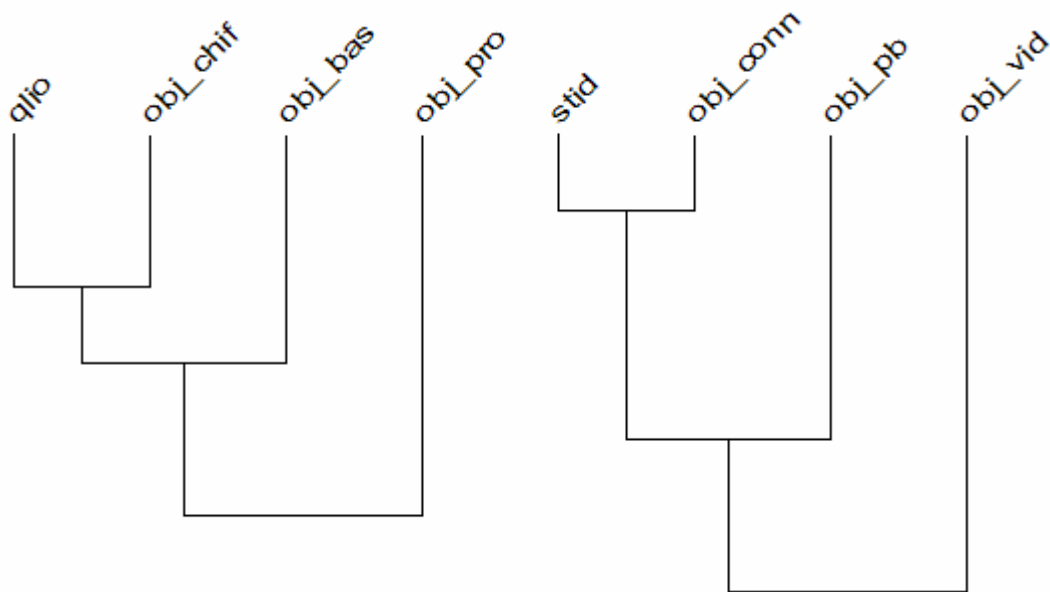 qlio
obj_chif
obj_bas
obj_pro
stid
obj_conn
obj_pb
obj_vid